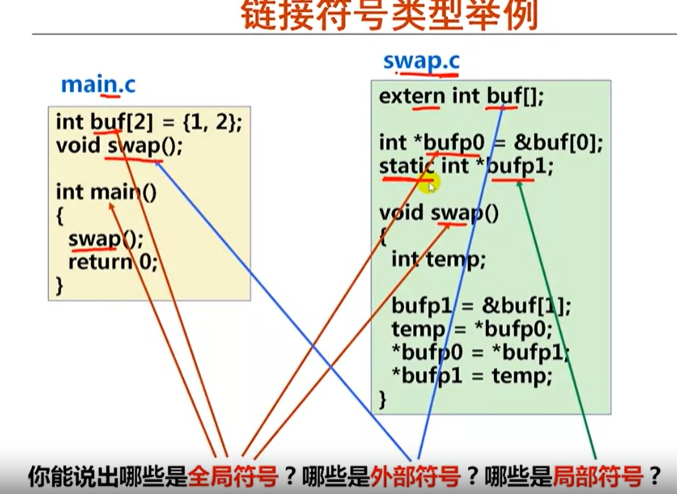 链接符号类型举例
main.c
int buf[2] = {1, 2};
void swap();
int main()
{
swap();
return 0;
}
swap.c
extern int buf[];
int *bufp0 = &buf[0];
static int *bufp1;
void swap()
{
int temp;
bufp1 = &buf[1];
temp = *bufp0;
*bufp0 = *bufp1;
*bufp1 = temp;
}
你能说出哪些是全局符号？哪些是外部符号？哪些是局部符号？